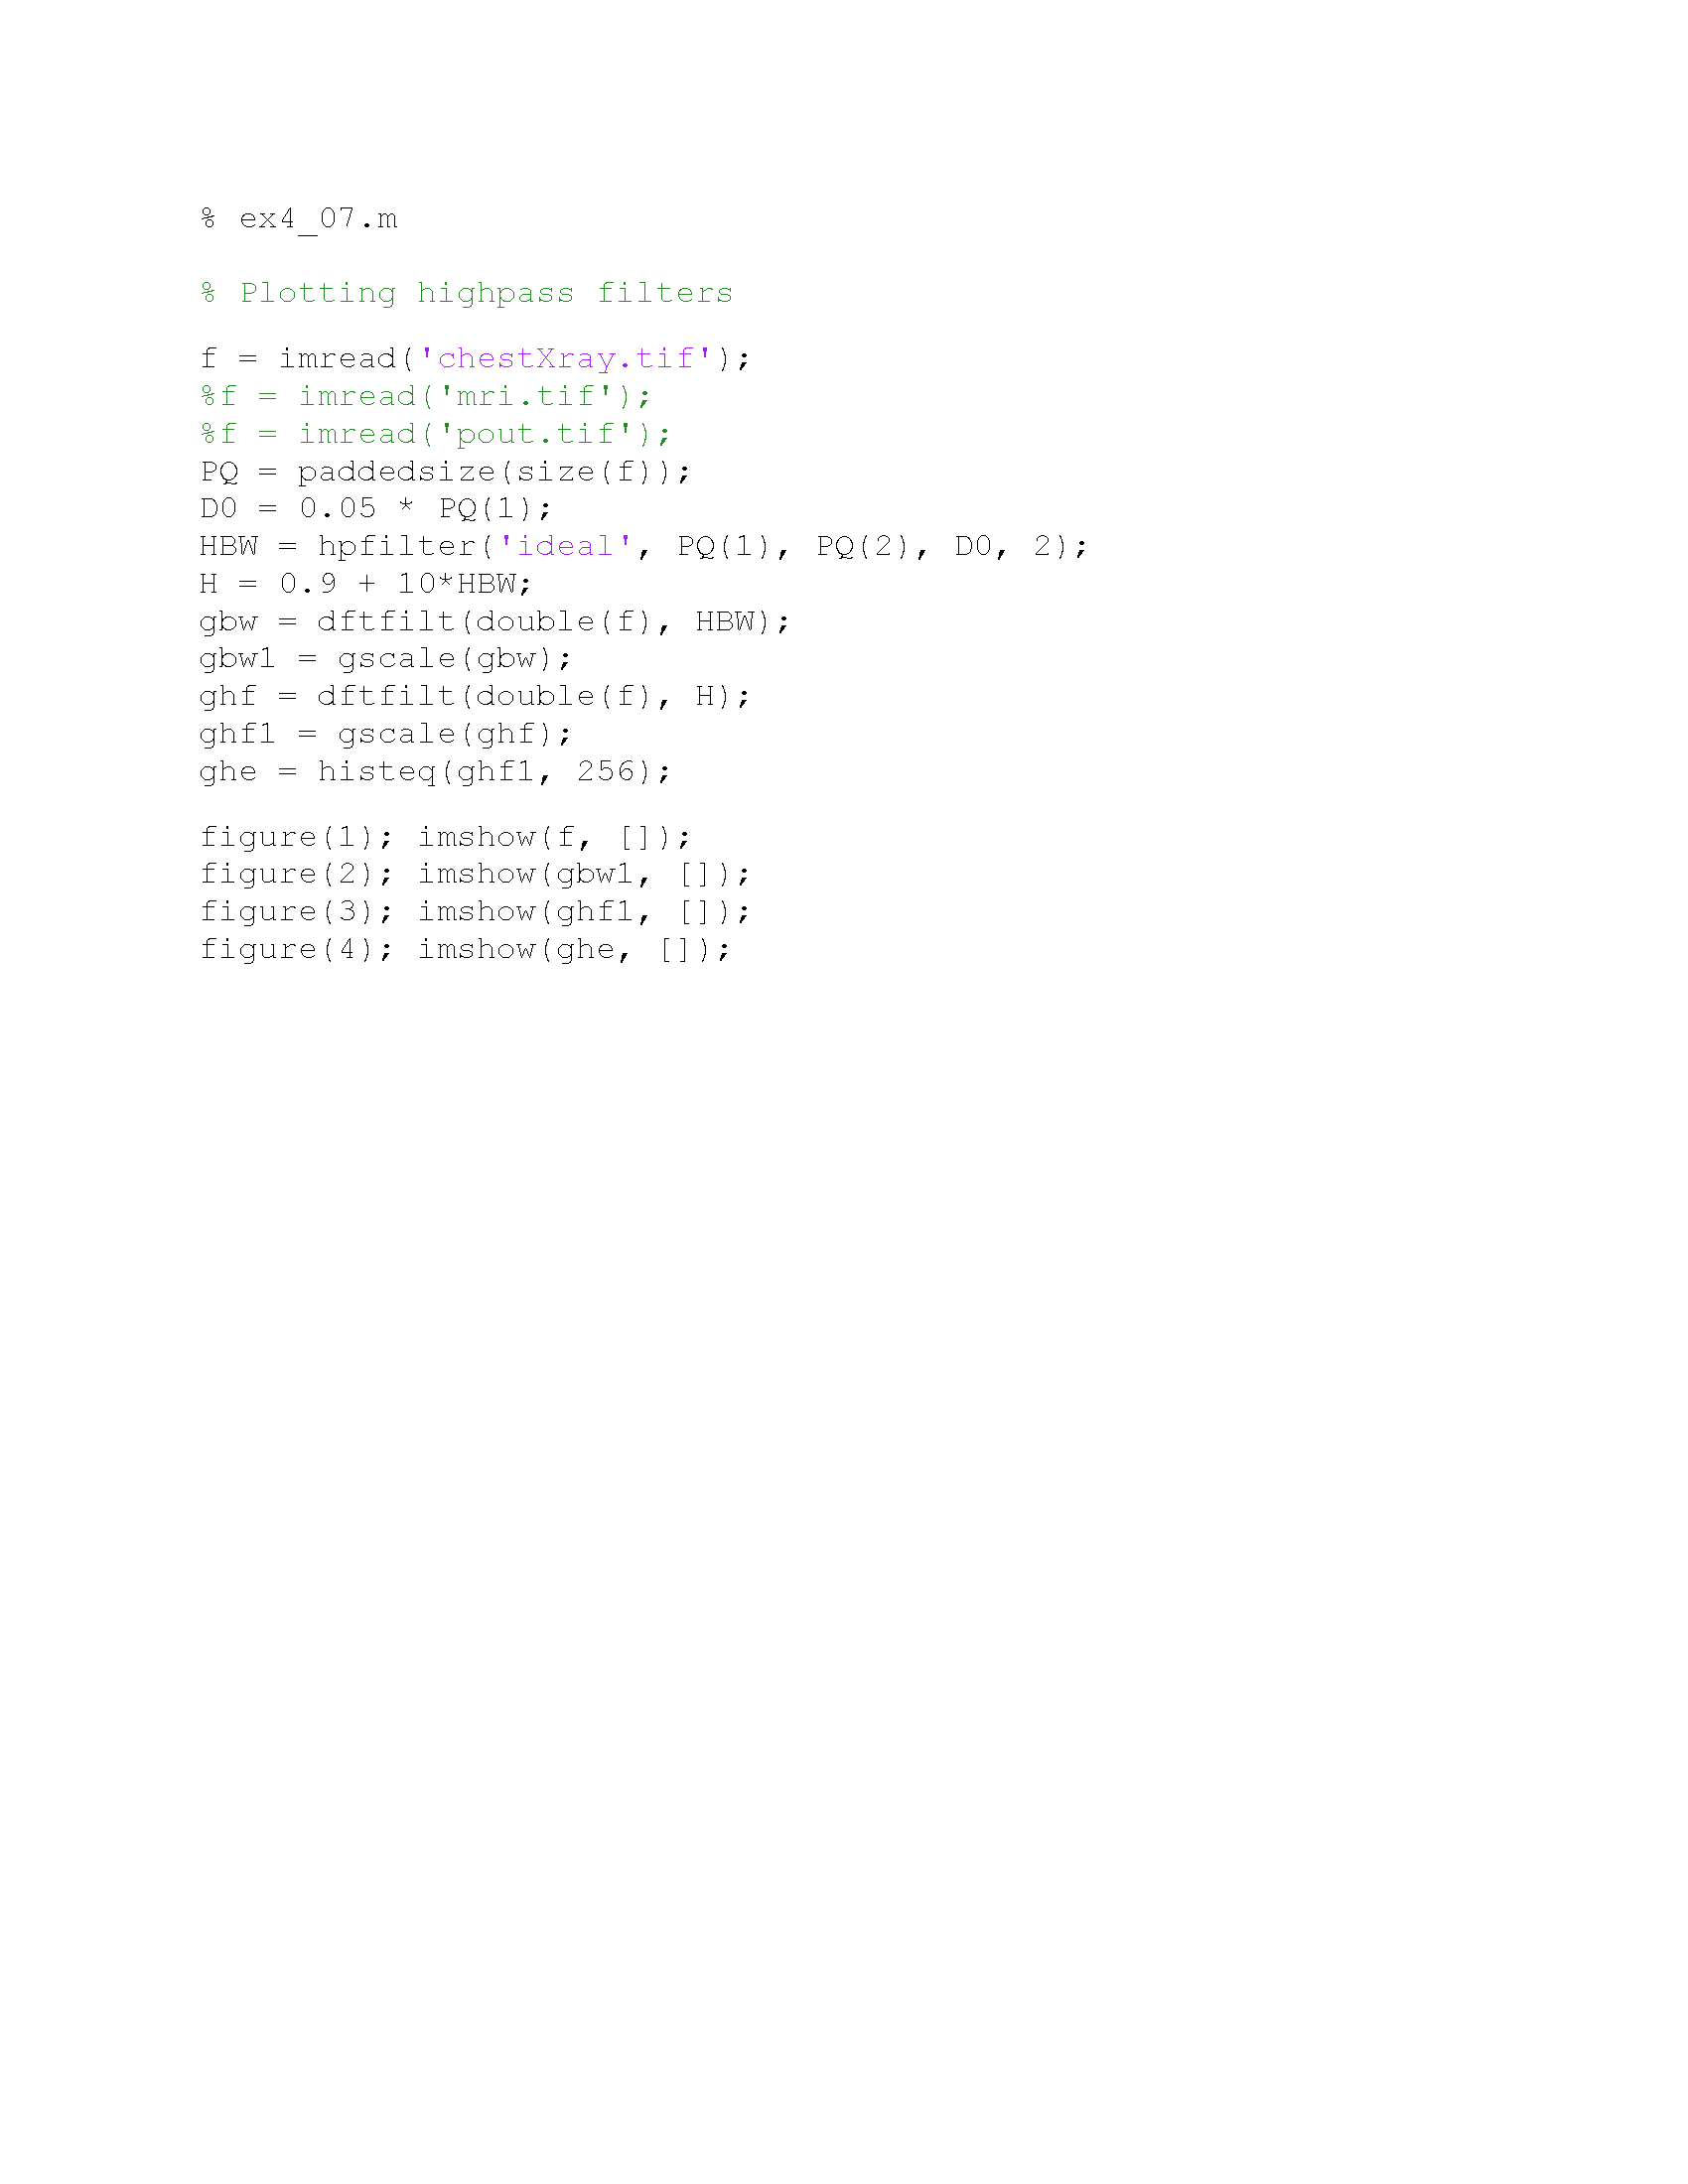 % ex4_07.m
% Plotting highpass filters
f = imread('chestXray.tif');
%f = imread('mri.tif');
%f = imread('pout.tif');
PQ = paddedsize(size(f));
D0 = 0.05 * PQ(1);
HBW = hpfilter('ideal', PQ(1), PQ(2), D0, 2);
H = 0.9 + 10*HBW;
gbw = dftfilt(double(f), HBW);
gbw1 = gscale(gbw);
ghf = dftfilt(double(f), H);
ghf1 = gscale(ghf);
ghe = histeq(ghf1, 256);
figure(1); imshow(f, []);
figure(2); imshow(gbw1, []);
figure(3); imshow(ghf1, []);
figure(4); imshow(ghe, []);